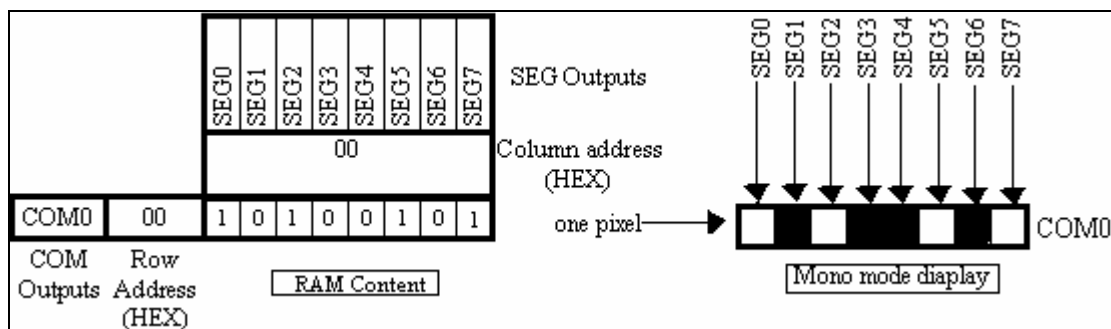 SEG0 SEG1 SEG2 SEG3 SEG4 SEG5 SEG6 SEG7
SEG Outputs
00
Column address
(HEX)
COM0 00 1 0 1 0 0 1 0 1
COM
Outputs
Row
Address
(HEX)
RAM Content
SEG0 SEG1 SEG2 SEG3 SEG4 SEG5 SEG6 SEG7
one pixel
COM0
Mono mode diaplay